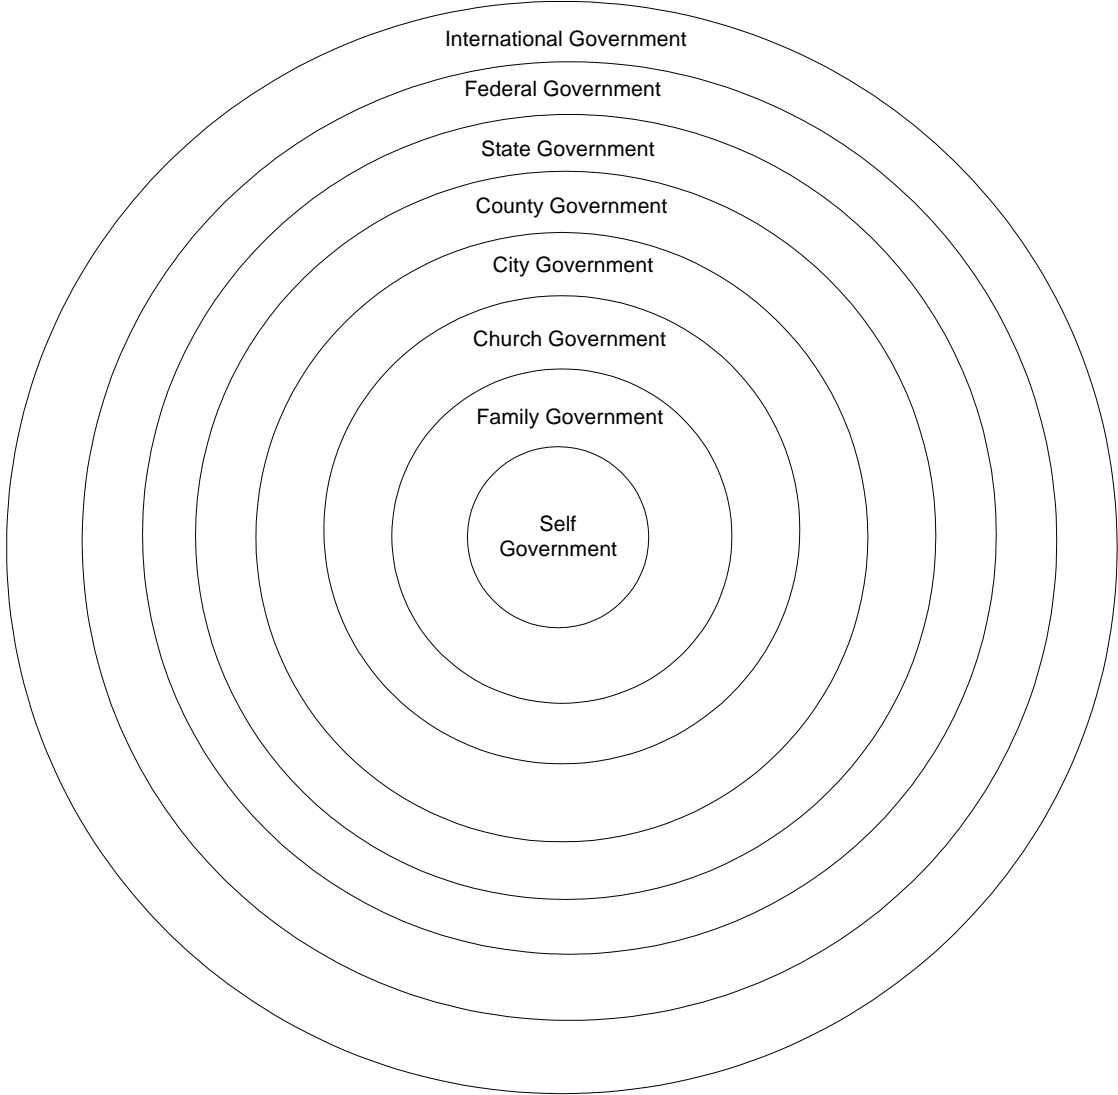 International Government
Federal Government
State Government
County Government
City Government
Church Government
Family Government
Self
Government